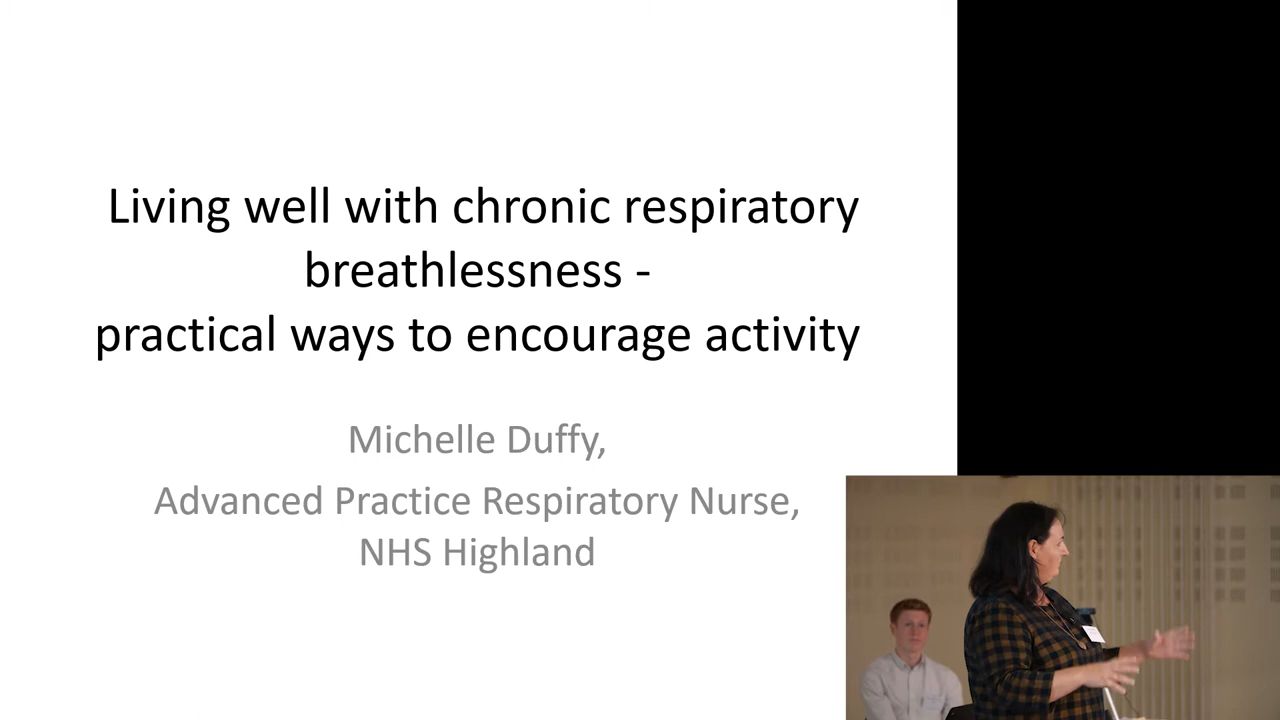 Living well with chronic respiratory
breathlessness -
practical ways to encourage activity
Michelle Duffy,
Advanced Practice Respiratory Nurse,
NHS Highland